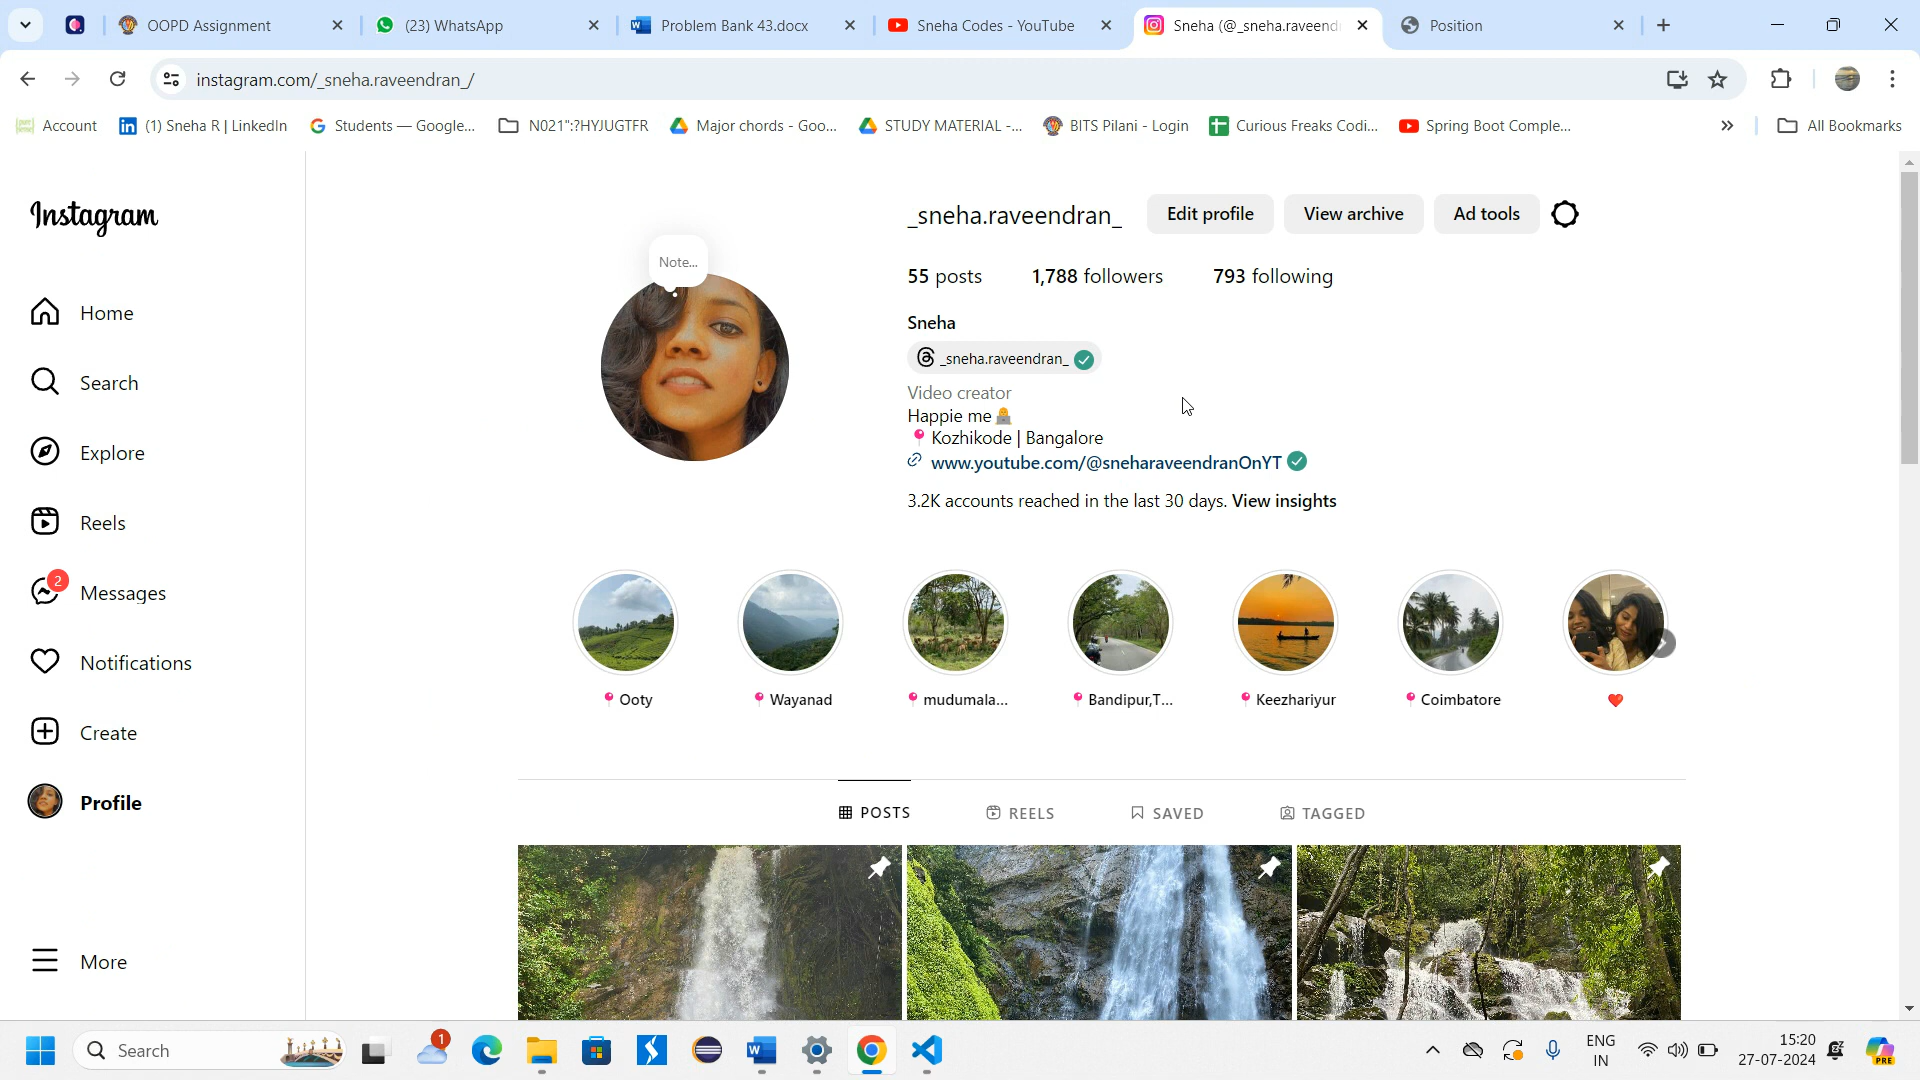 OOPD Assignment
(23) WhatsApp
Problem Bank 43.docx
Sneha Codes - YouTube
Sneha (@_sneha.raveend
Position
instagram.com/_sneha.raveendran_/
Account
(1) Sneha R | LinkedIn
Students — Google...
N021":?HYJUGTFR
Major chords - Goo...
STUDY MATERIAL -...
BITS Pilani - Login
Curious Freaks Codi...
Spring Boot Comple...
All Bookmarks
Instagram
Home
Search
Explore
Reels
2
Messages
Notifications
Create
Profile
More
Note...
_sneha.raveendran_
Edit profile
View archive
Ad tools
55 posts
1,788 followers
793 following
Sneha
_sneha.raveendran_
Video creator
Happie me
Kozhikode | Bangalore
www.youtube.com/@sneharaveendranOnYT
3.2K accounts reached in the last 30 days. View insights
Ooty
Wayanad
mudumala...
Bandipur,T...
Keezhariyur
Coimbatore
POSTS
REELS
SAVED
TAGGED
Search
1
ENG
IN
15:20
27-07-2024
PRE